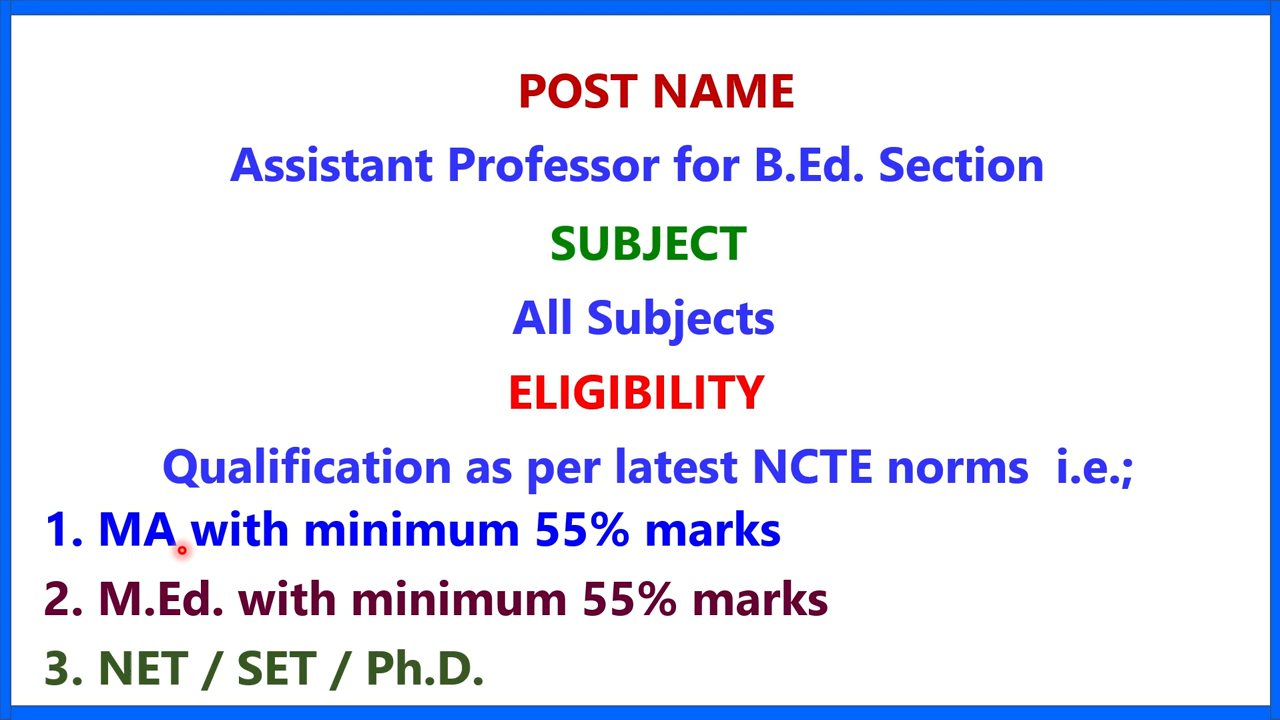 POST NAME
Assistant Professor for B.Ed. Section
SUBJECT
All Subjects
ELIGIBILITY
Qualification as per latest NCTE norms  i.e.;
1. MA with minimum 55% marks
2. M.Ed. with minimum 55% marks
3. NET / SET / Ph.D.